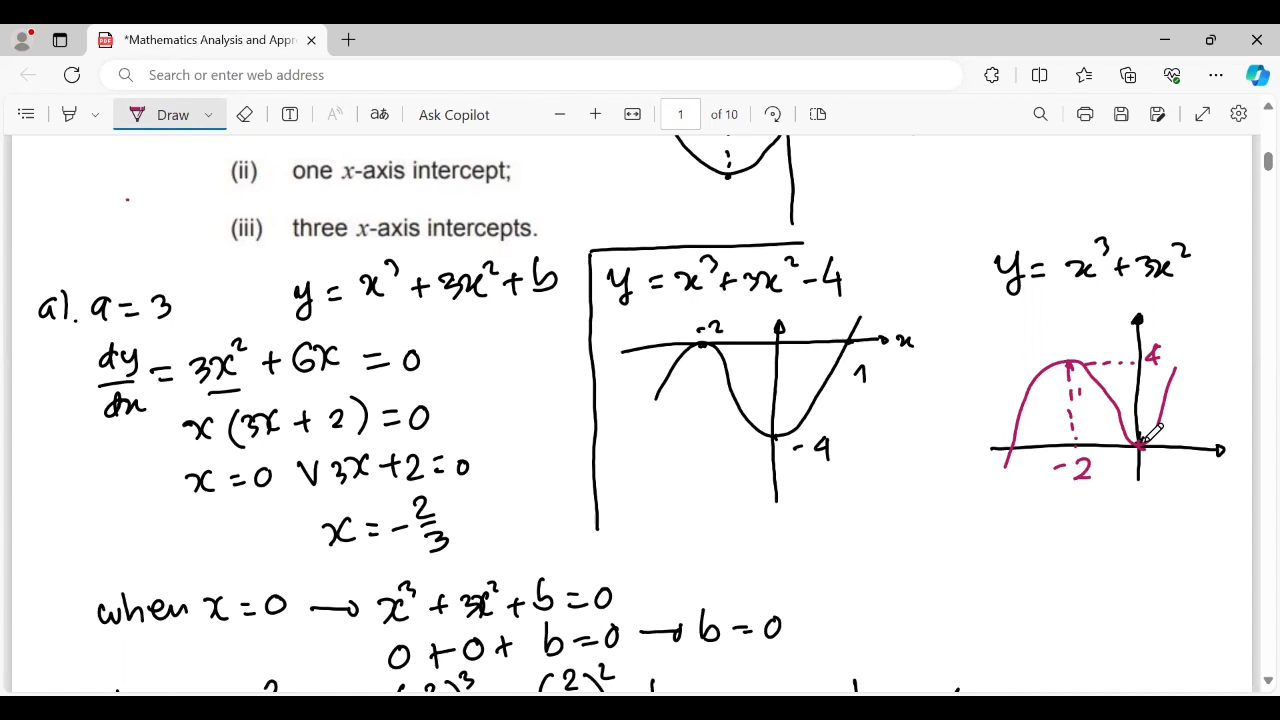 *Mathematics Analysis and Appr
Search or enter web address
Draw
Ask Copilot
1 of 10
(ii) one x-axis intercept;
(iii) three x-axis intercepts.
a). a = 3
y = x³ + 3x² + b
dy/dx = 3x² + 6x = 0
x (3x + 2) = 0
x = 0 ∨ 3x + 2 = 0
x = -2/3
when x = 0 → x³ + 3x² + b = 0
0 + 0 + b = 0 → b = 0
y = x³ + 3x² - 4
-2
x
1
-4
y = x³ + 3x²
4
-2